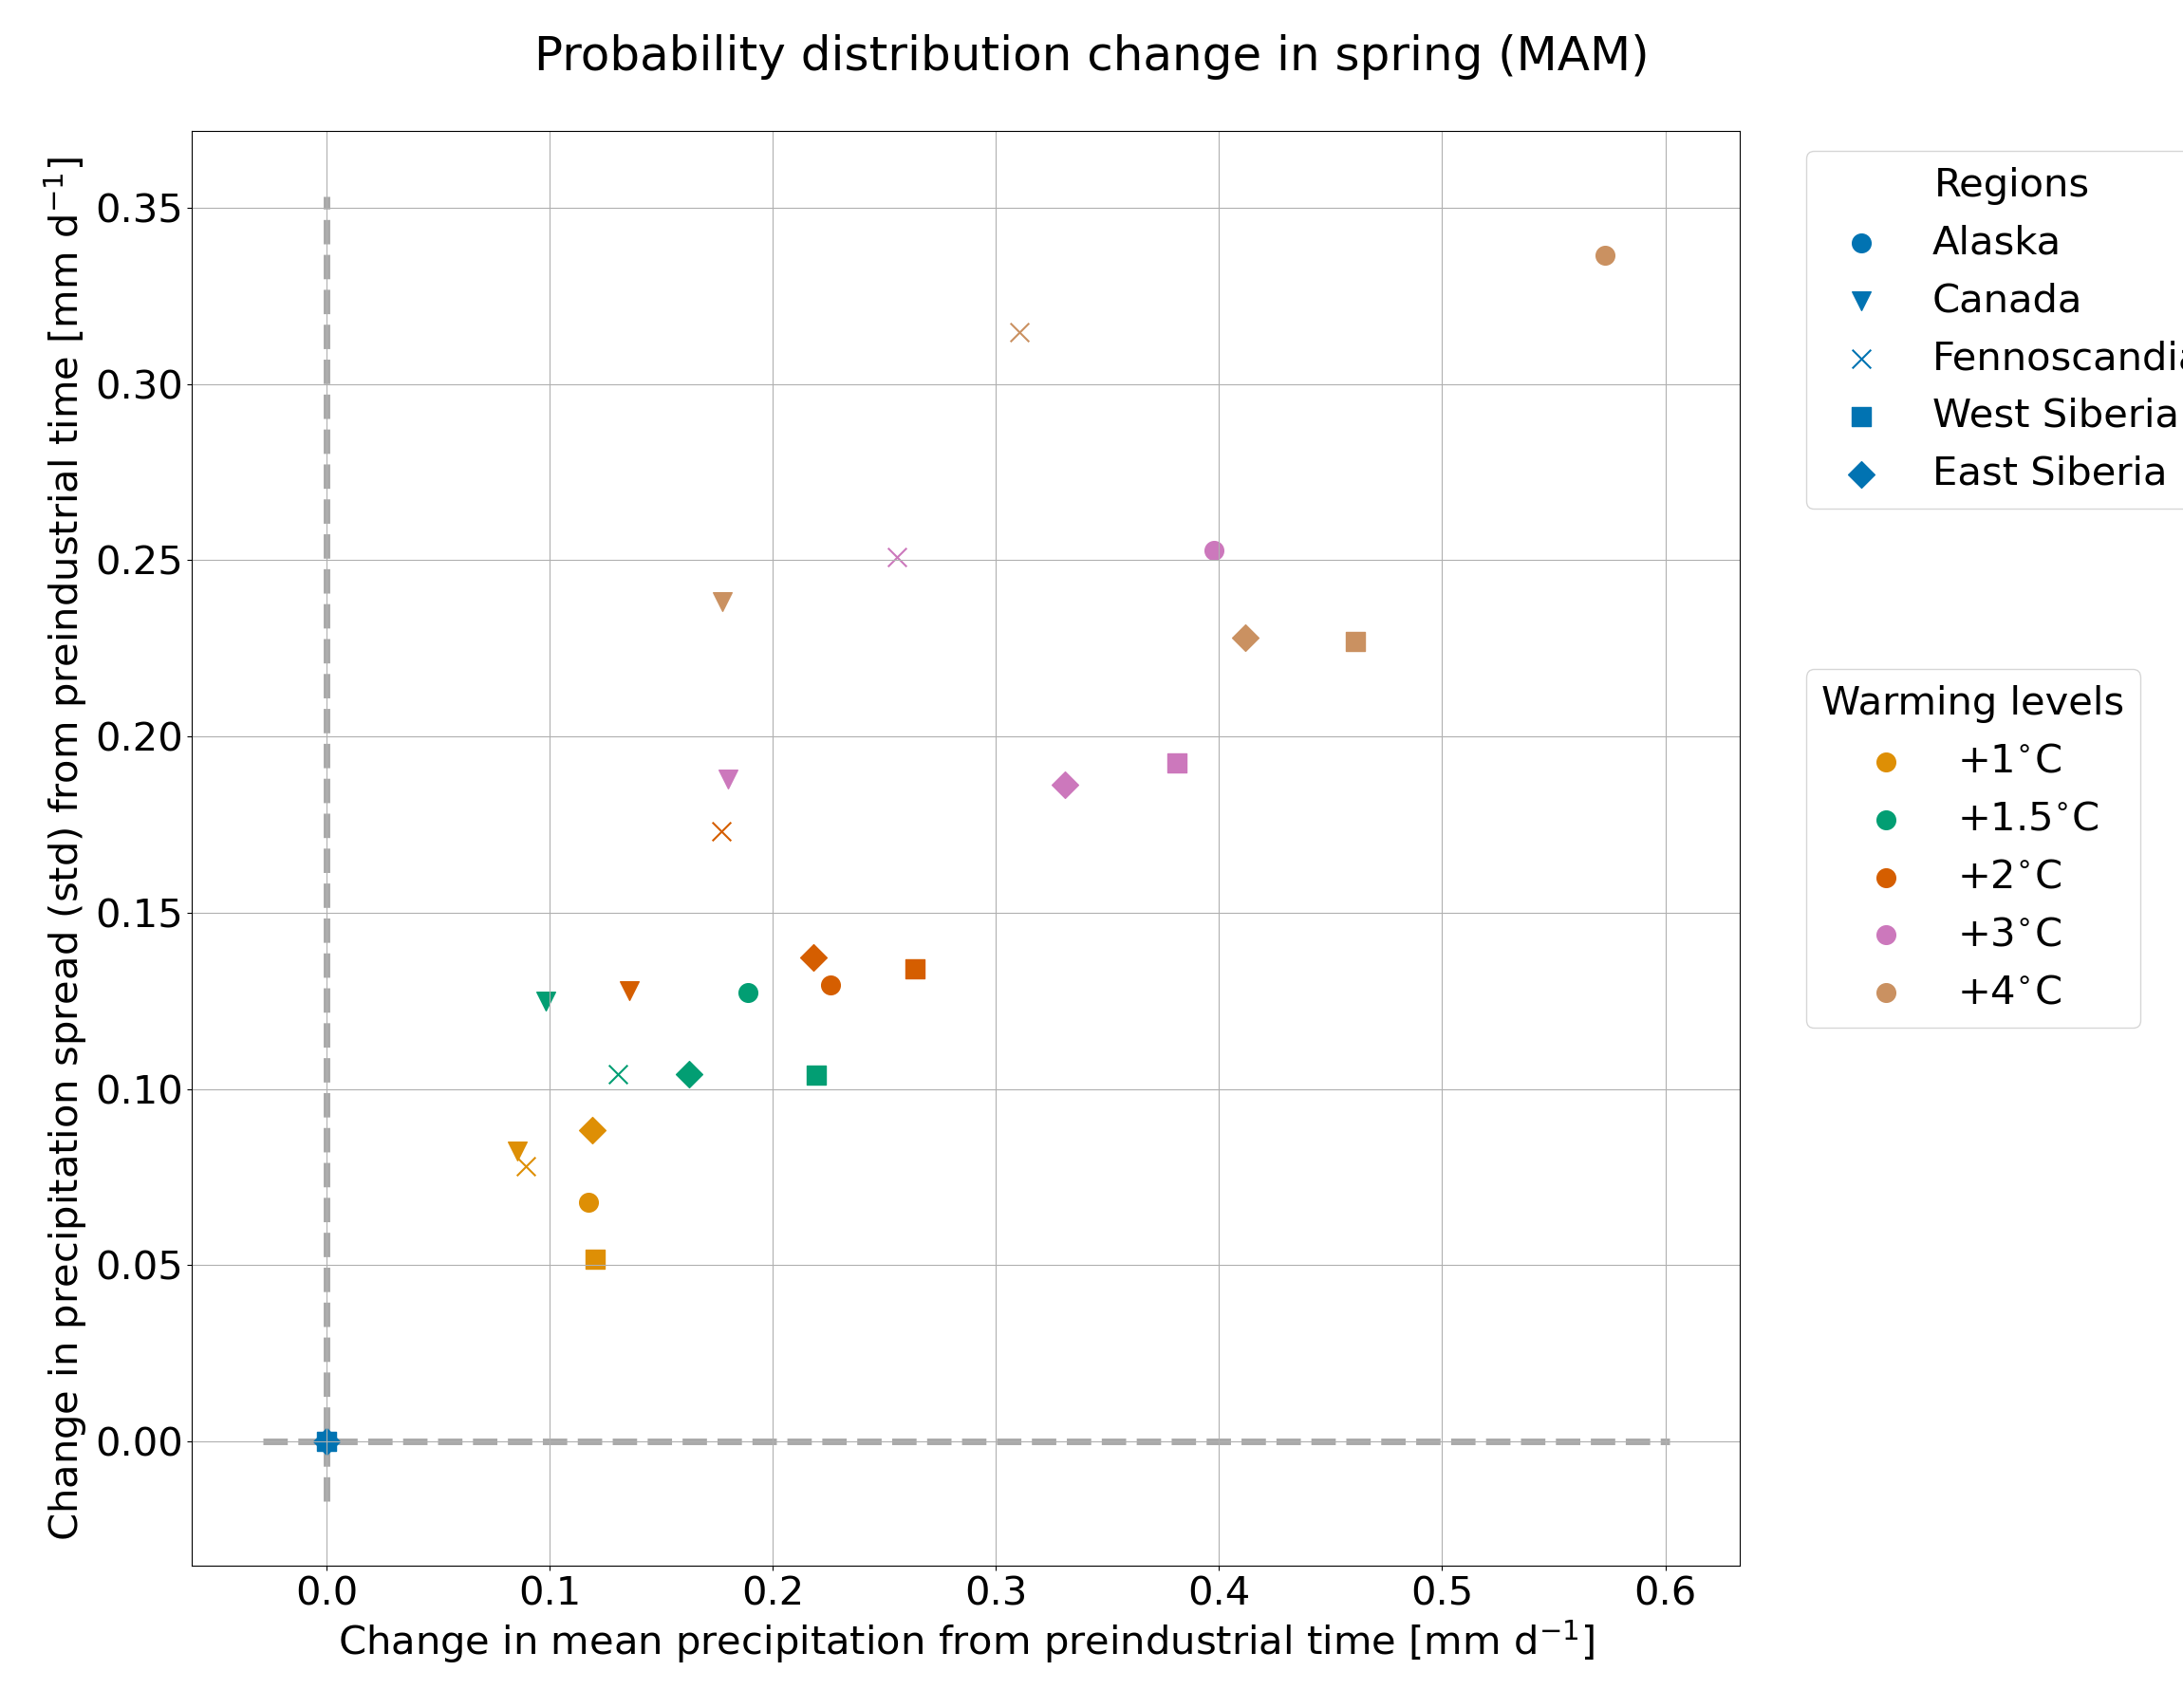 Probability distribution change in spring (MAM)
Change in precipitation spread (std) from preindustrial time [mm d⁻¹]
0.35
0.30
0.25
0.20
0.15
0.10
0.05
0.00
0.0 0.1 0.2 0.3 0.4 0.5 0.6
Change in mean precipitation from preindustrial time [mm d⁻¹]
Regions
Alaska
Canada
Fennoscandia
West Siberia
East Siberia
Warming levels
+1°C
+1.5°C
+2°C
+3°C
+4°C